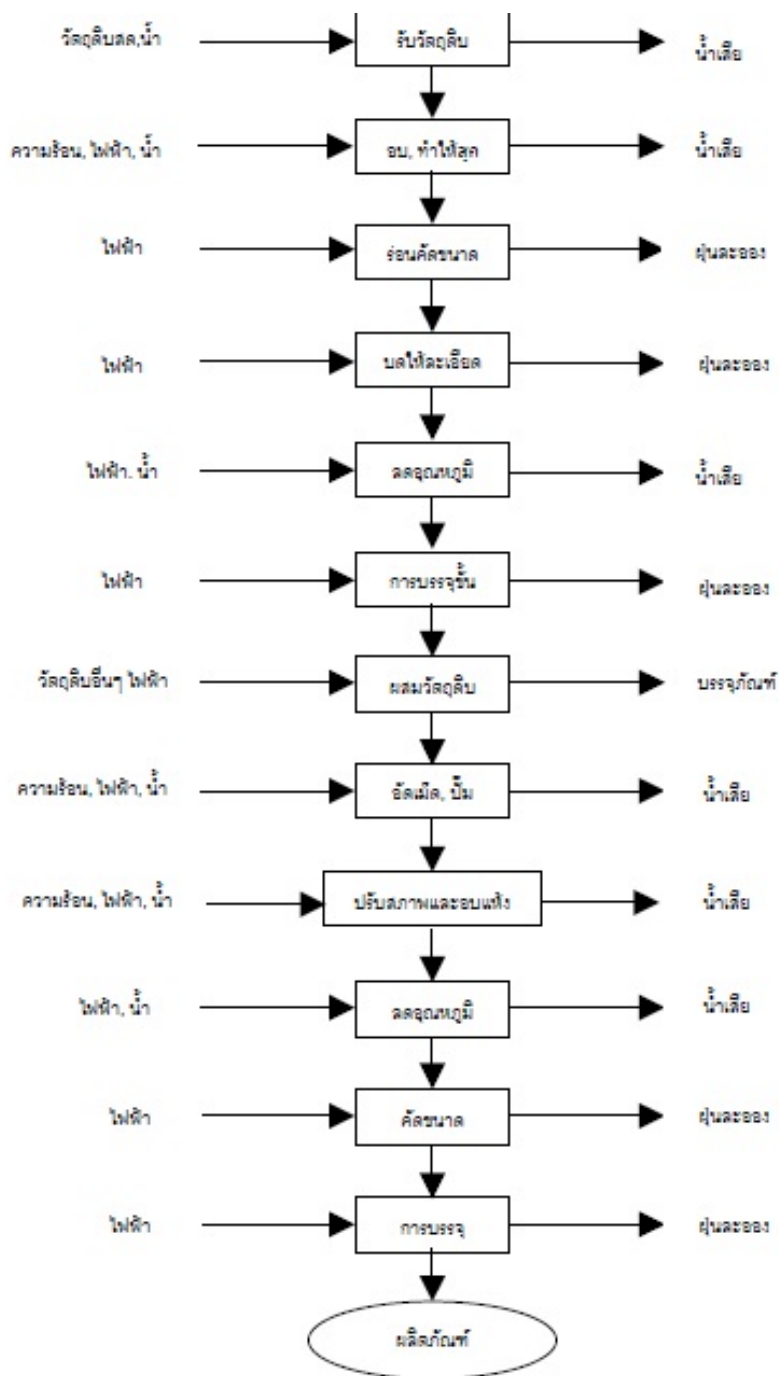 วัตถุดิบสด,น้ำ รับวัตถุดิบ น้ำเสีย
ความร้อน, ไฟฟ้า, น้ำ อบ, ทำให้สุก น้ำเสีย
ไฟฟ้า ร่อนคัดขนาด ฝุ่นละออง
ไฟฟ้า บดให้ละเอียด ฝุ่นละออง
ไฟฟ้า. น้ำ ลดอุณหภูมิ น้ำเสีย
ไฟฟ้า การบรรจุขั้น ฝุ่นละออง
วัตถุดิบอื่นๆ ไฟฟ้า ผสมวัตถุดิบ บรรจุภัณฑ์
ความร้อน, ไฟฟ้า, น้ำ อัดเม็ด, ปั๊ม น้ำเสีย
ความร้อน, ไฟฟ้า, น้ำ ปรับสภาพและอบแห้ง น้ำเสีย
ไฟฟ้า, น้ำ ลดอุณหภูมิ น้ำเสีย
ไฟฟ้า คัดขนาด ฝุ่นละออง
ไฟฟ้า การบรรจุ ฝุ่นละออง
ผลิตภัณฑ์